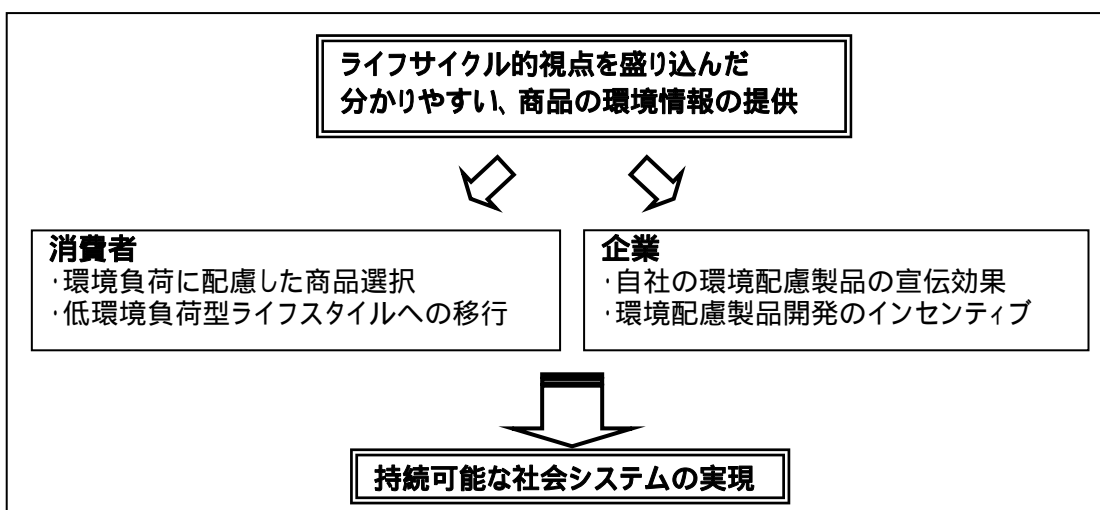 ライフサイクル的視点を盛り込んだ
分かりやすい、商品の環境情報の提供
消費者
・環境負荷に配慮した商品選択
・低環境負荷型ライフスタイルへの移行
企業
・自社の環境配慮製品の宣伝効果
・環境配慮製品開発のインセンティブ
持続可能な社会システムの実現